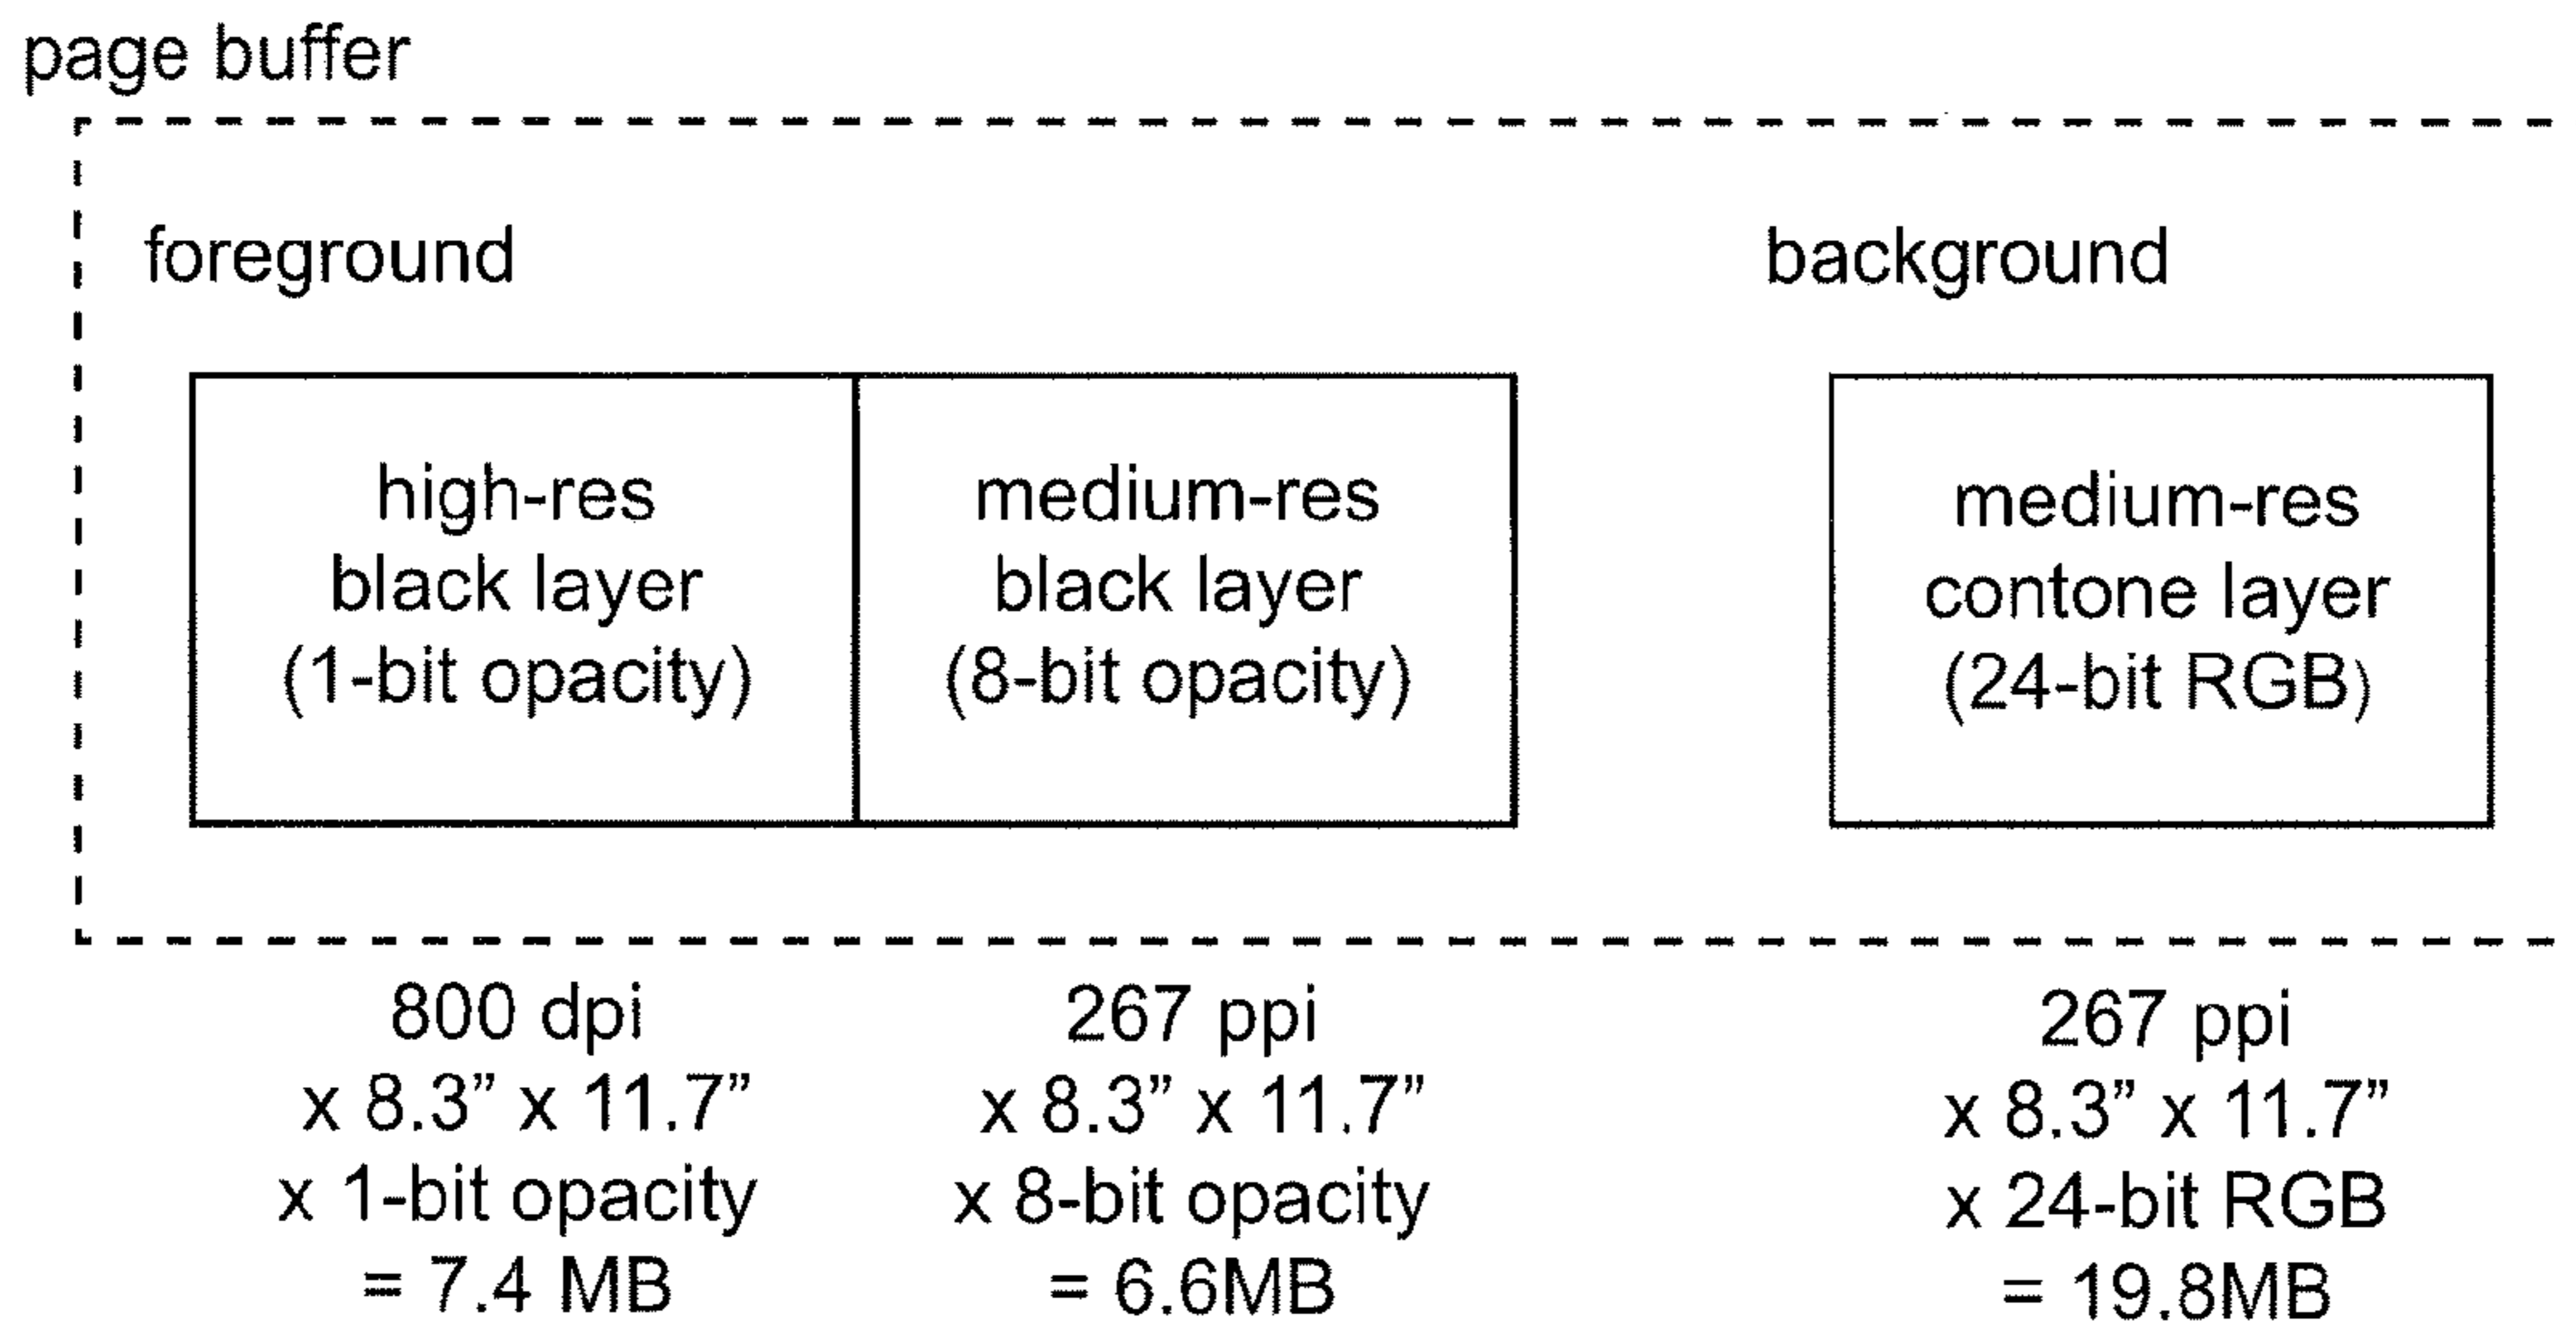 page buffer
foreground
background
high-res
black layer
(1-bit opacity)
medium-res
black layer
(8-bit opacity)
medium-res
contone layer
(24-bit RGB)
800 dpi
x 8.3” x 11.7”
x 1-bit opacity
= 7.4 MB
267 ppi
x 8.3” x 11.7”
x 8-bit opacity
= 6.6MB
267 ppi
x 8.3” x 11.7”
x 24-bit RGB
= 19.8MB